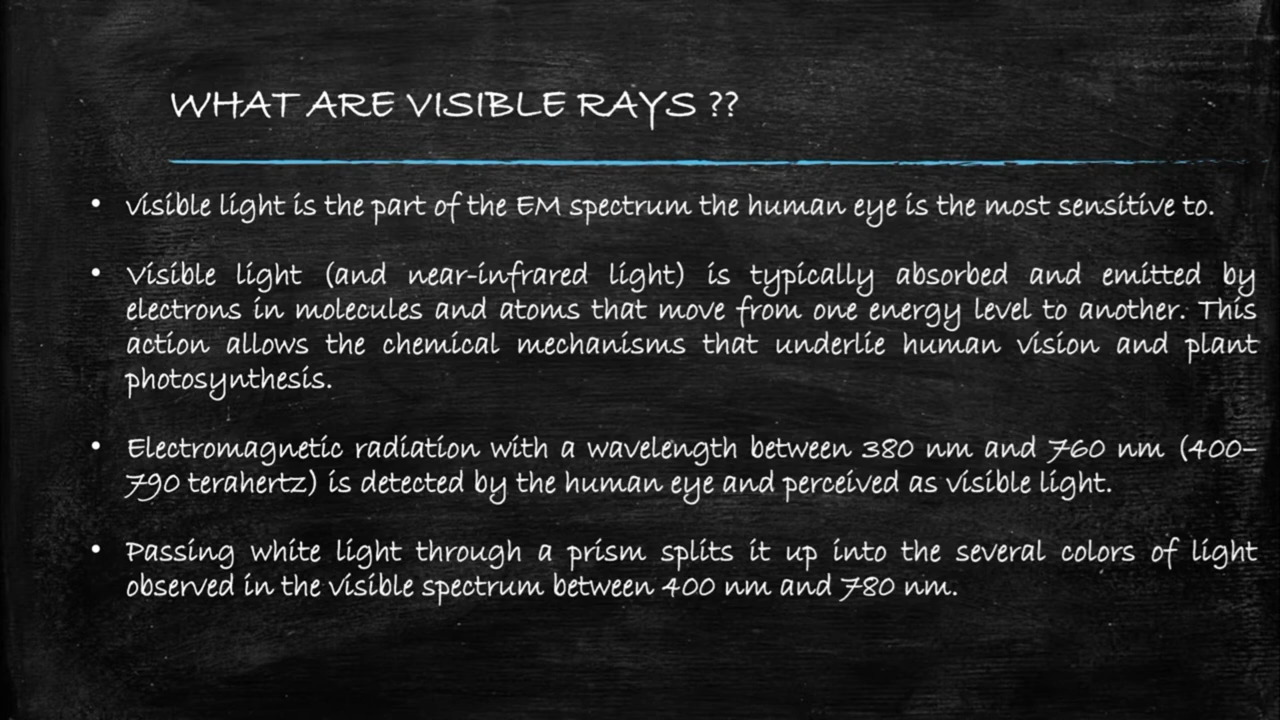 WHAT ARE VISIBLE RAYS ??
• visible light is the part of the EM spectrum the human eye is the most sensitive to.
• Visible light (and near-infrared light) is typically absorbed and emitted by
electrons in molecules and atoms that move from one energy level to another. This
action allows the chemical mechanisms that underlie human vision and plant
photosynthesis.
• Electromagnetic radiation with a wavelength between 380 nm and 760 nm (400–
790 terahertz) is detected by the human eye and perceived as visible light.
• Passing white light through a prism splits it up into the several colors of light
observed in the visible spectrum between 400 nm and 780 nm.